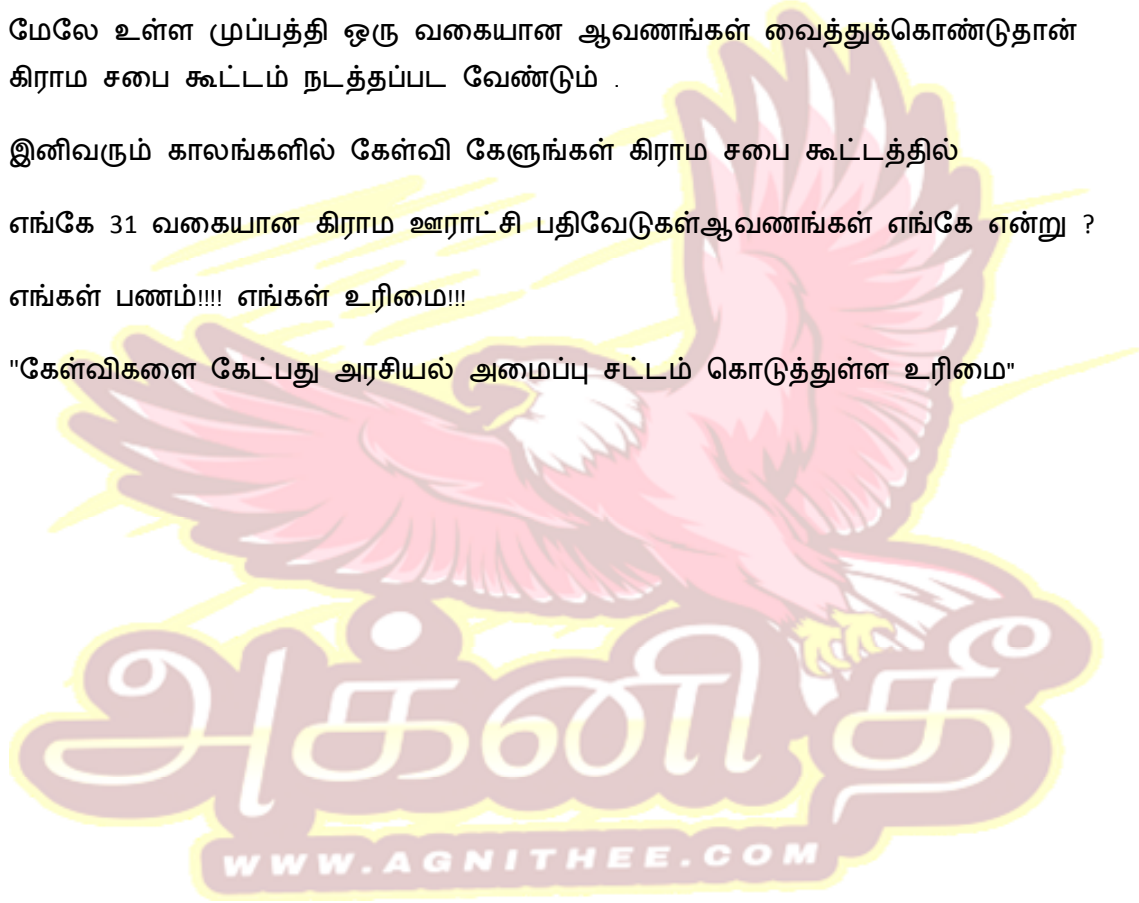 மேலே உள்ள முப்பத்தி ஒரு வகையான ஆவணங்கள் வைத்துக்கொண்டுதான்
கிராம சபை கூட்டம் நடத்தப்பட வேண்டும் .
இனிவரும் காலங்களில் கேள்வி கேளுங்கள் கிராம சபை கூட்டத்தில்
எங்கே 31 வகையான கிராம ஊராட்சி பதிவேடுகள்ஆவணங்கள் எங்கே என்று ?
எங்கள் பணம்!!!! எங்கள் உரிமை!!!
"கேள்விகளை கேட்பது அரசியல் அமைப்பு சட்டம் கொடுத்துள்ள உரிமை"
அக்னி தீ
WWW.AGNITHEE.COM